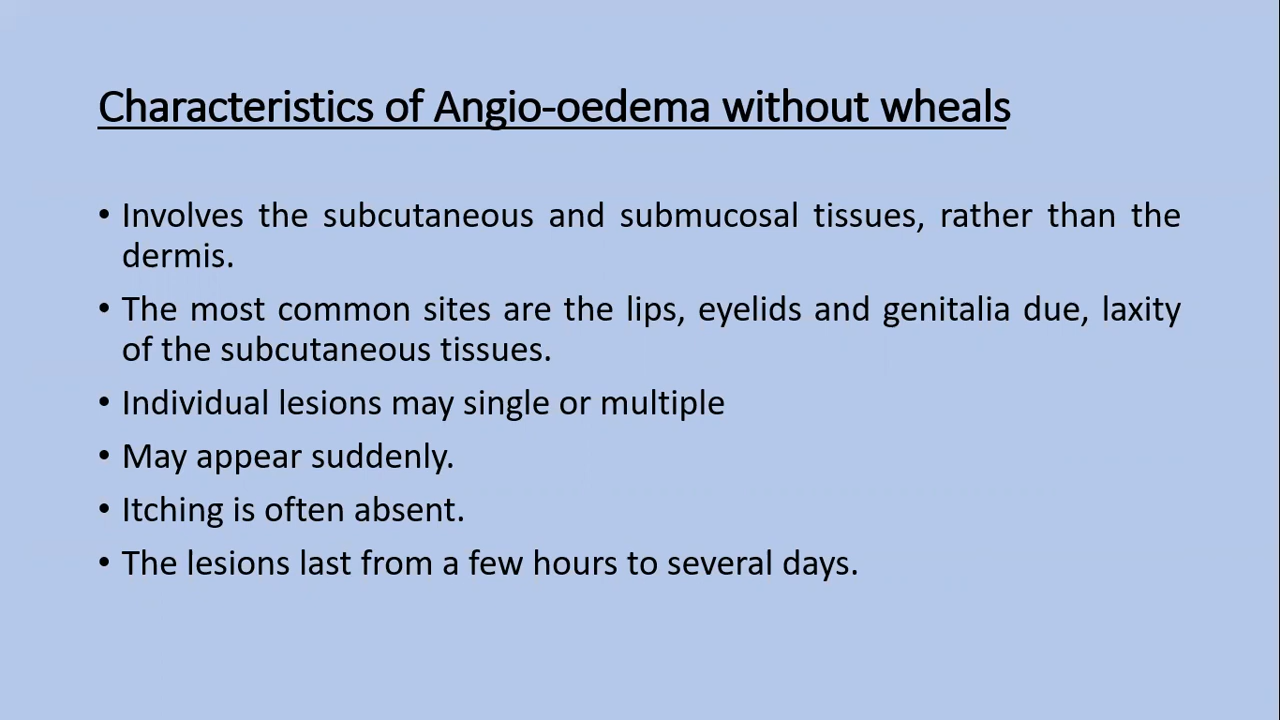 Characteristics of Angio-oedema without wheals
• Involves the subcutaneous and submucosal tissues, rather than the
dermis.
• The most common sites are the lips, eyelids and genitalia due, laxity
of the subcutaneous tissues.
• Individual lesions may single or multiple
• May appear suddenly.
• Itching is often absent.
• The lesions last from a few hours to several days.